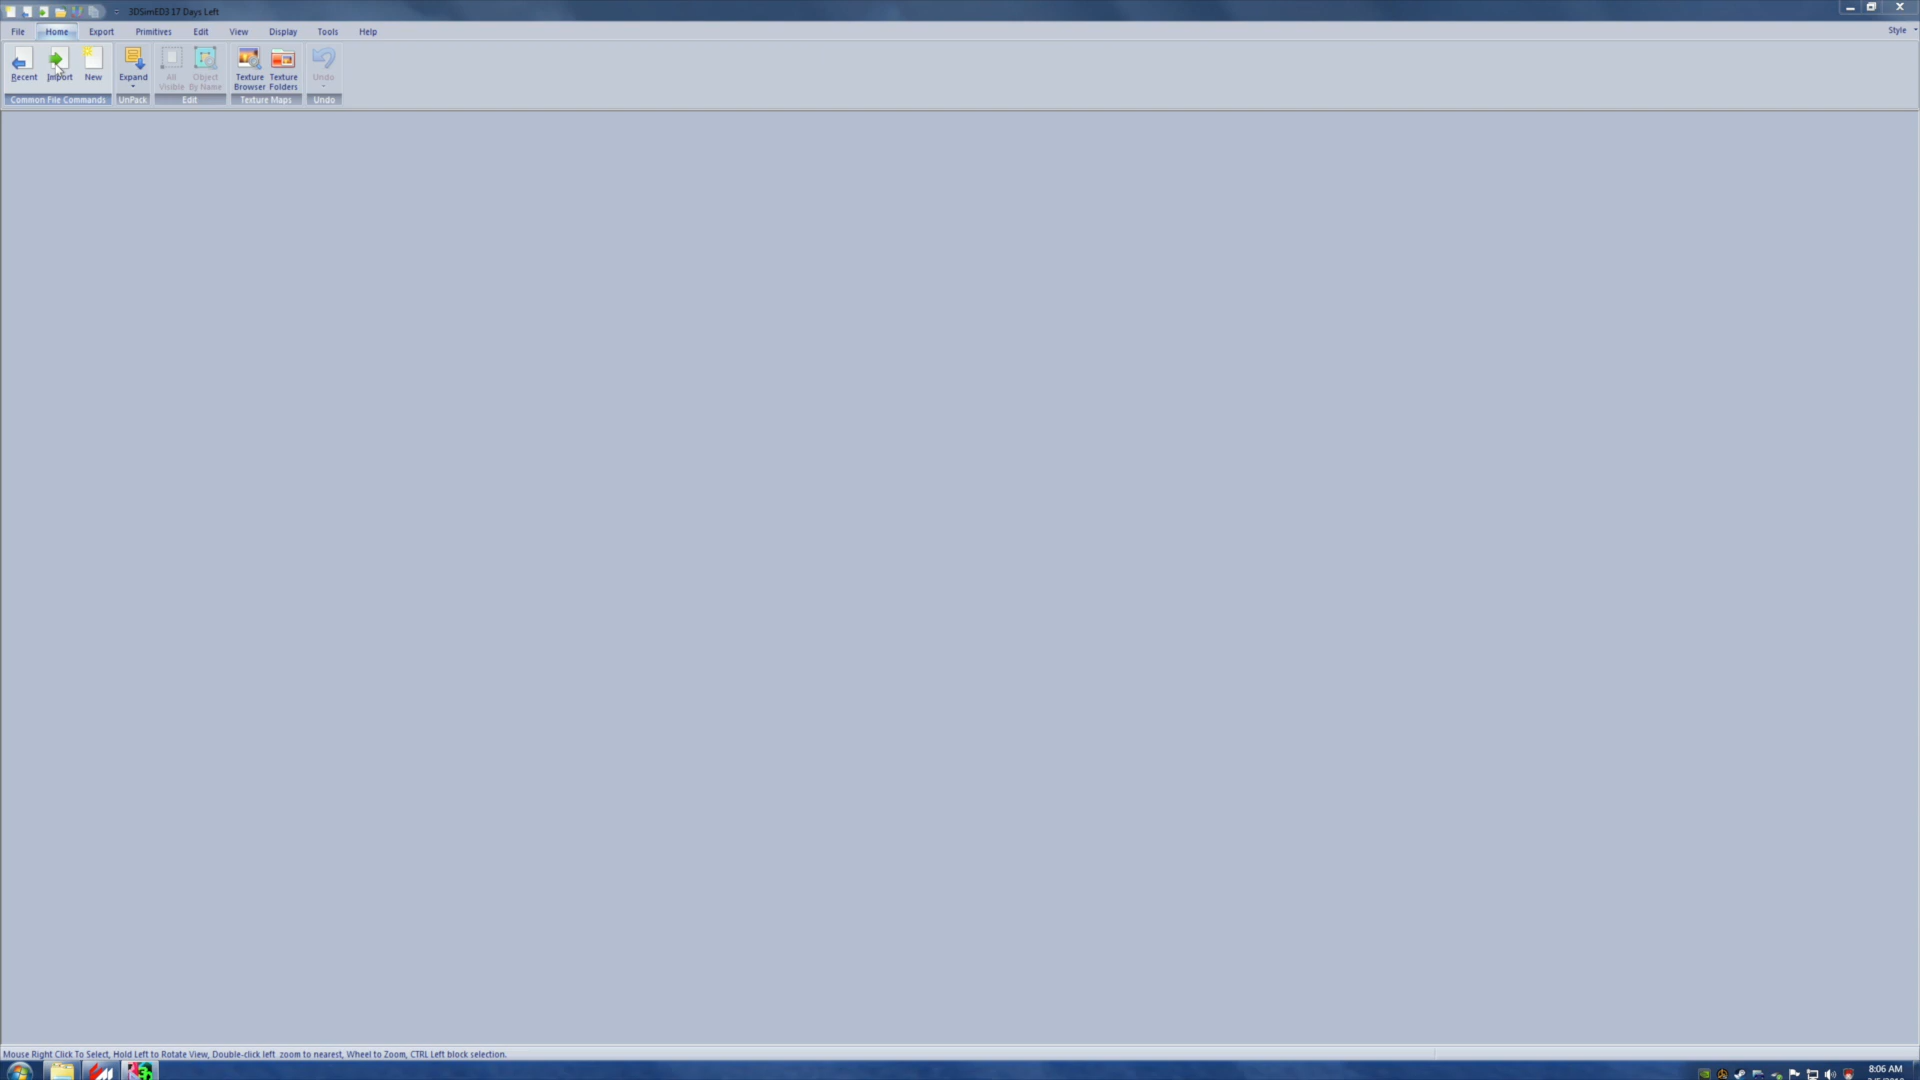 3DSimED3 17 Days Left
File Home Export Primitives Edit View Display Tools Help Style
Recent Import New Expand All Visible Object By Name Texture Browser Texture Folders Undo
Common File Commands UnPack Edit Texture Maps Undo
Mouse Right Click To Select, Hold Left to Rotate View, Double-click left zoom to nearest, Wheel to Zoom, CTRL Left block selection.
8:06 AM